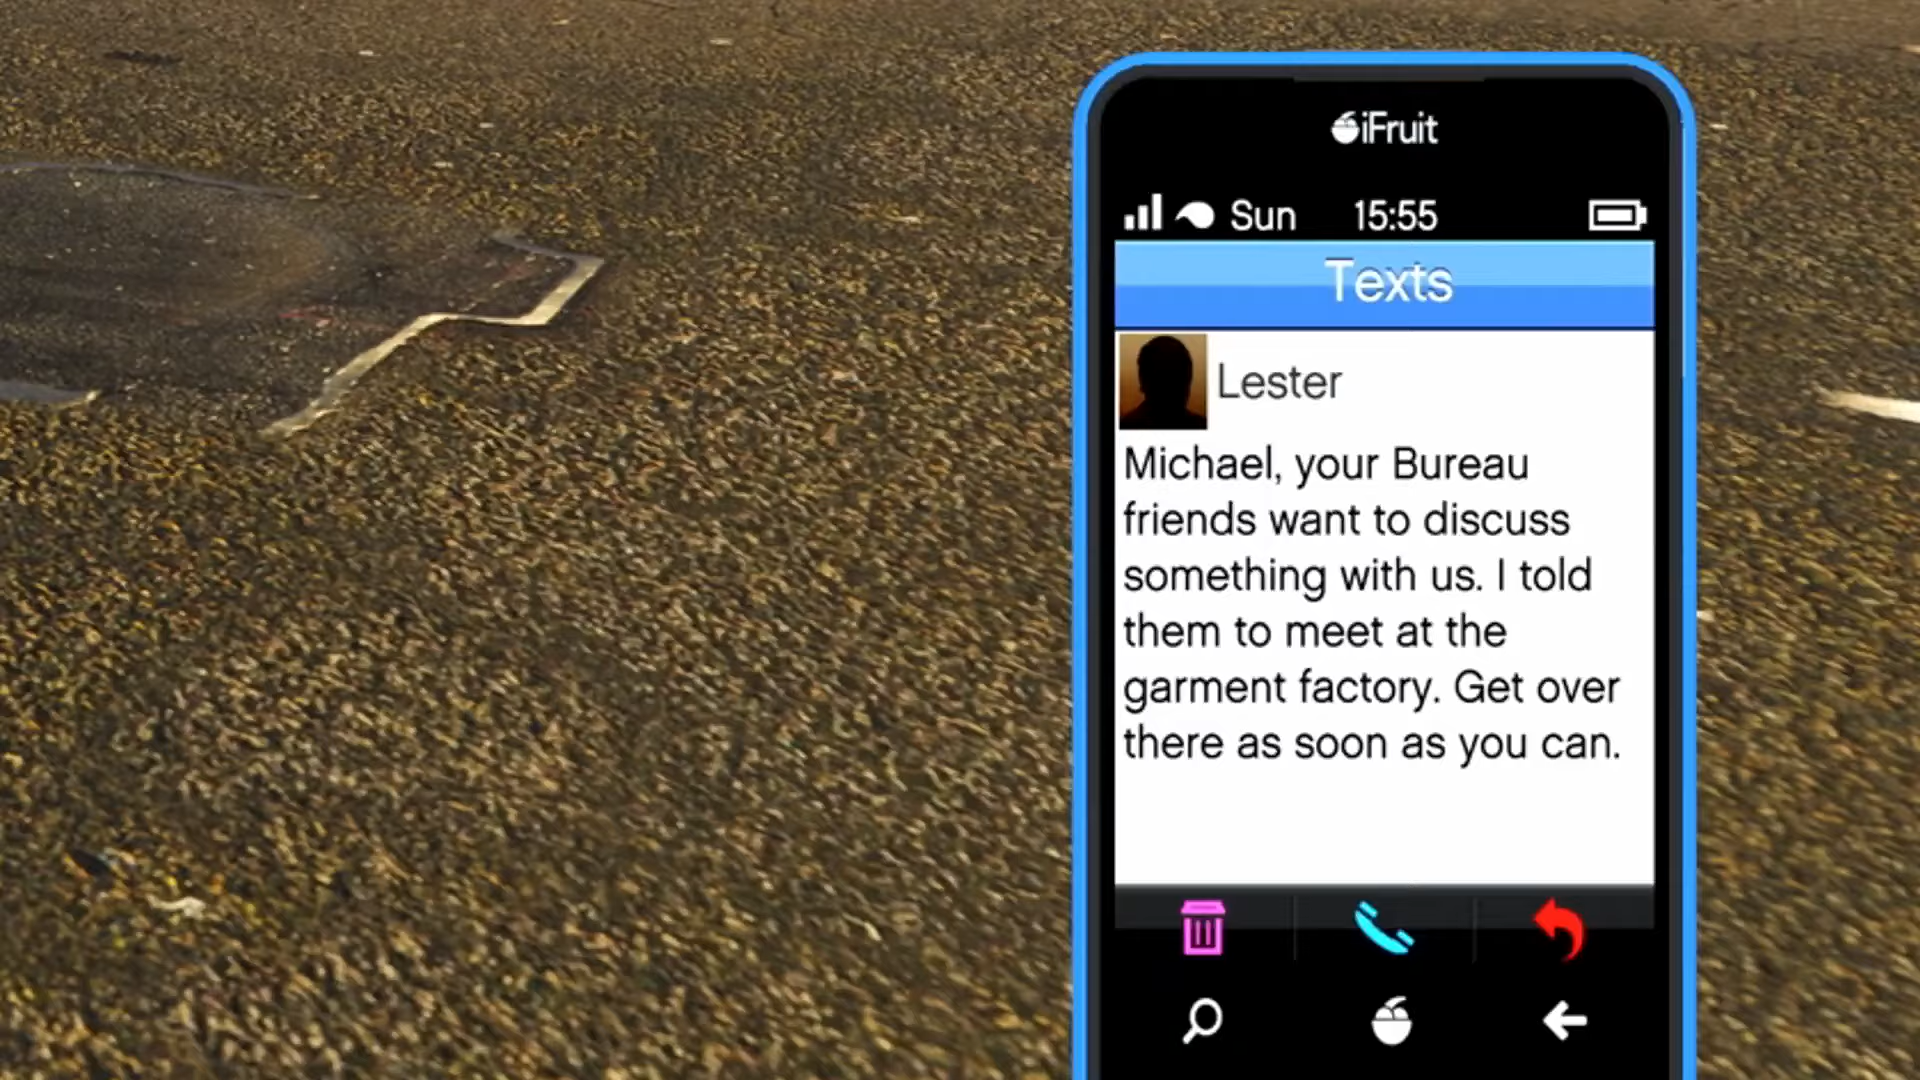 iFruit
Sun 15:55
Texts
Lester
Michael, your Bureau
friends want to discuss
something with us. I told
them to meet at the
garment factory. Get over
there as soon as you can.